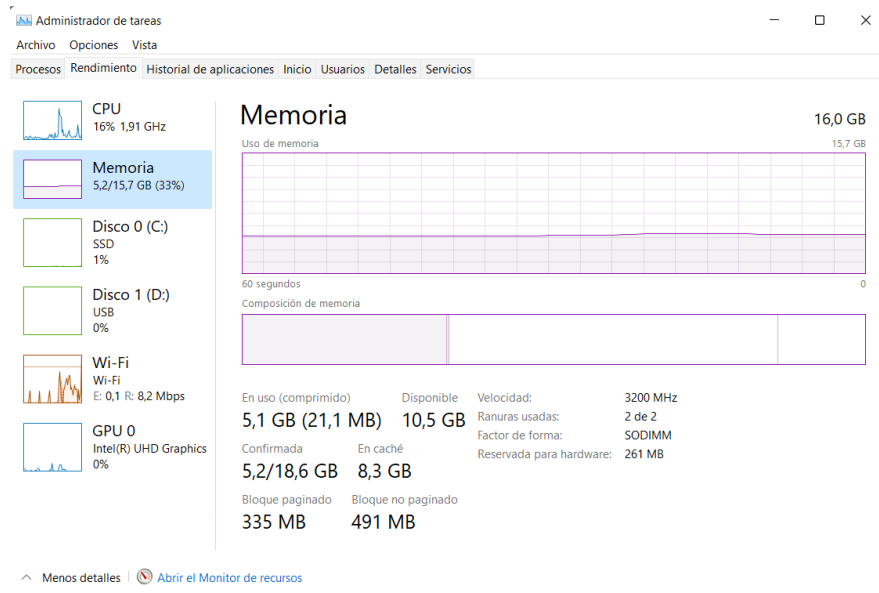 Administrador de tareas
Archivo Opciones Vista
Procesos Rendimiento Historial de aplicaciones Inicio Usuarios Detalles Servicios
CPU
16% 1,91 GHz
Memoria
5,2/15,7 GB (33%)
Disco 0 (C:)
SSD
1%
Disco 1 (D:)
USB
0%
Wi-Fi
Wi-Fi
E: 0,1 R: 8,2 Mbps
GPU 0
Intel(R) UHD Graphics
0%
Memoria 16,0 GB
Uso de memoria 15,7 GB
60 segundos 0
Composición de memoria
En uso (comprimido) Disponible
5,1 GB (21,1 MB) 10,5 GB
Confirmada En caché
5,2/18,6 GB 8,3 GB
Bloque paginado Bloque no paginado
335 MB 491 MB
Velocidad: 3200 MHz
Ranuras usadas: 2 de 2
Factor de forma: SODIMM
Reservada para hardware: 261 MB
Menos detalles Abrir el Monitor de recursos